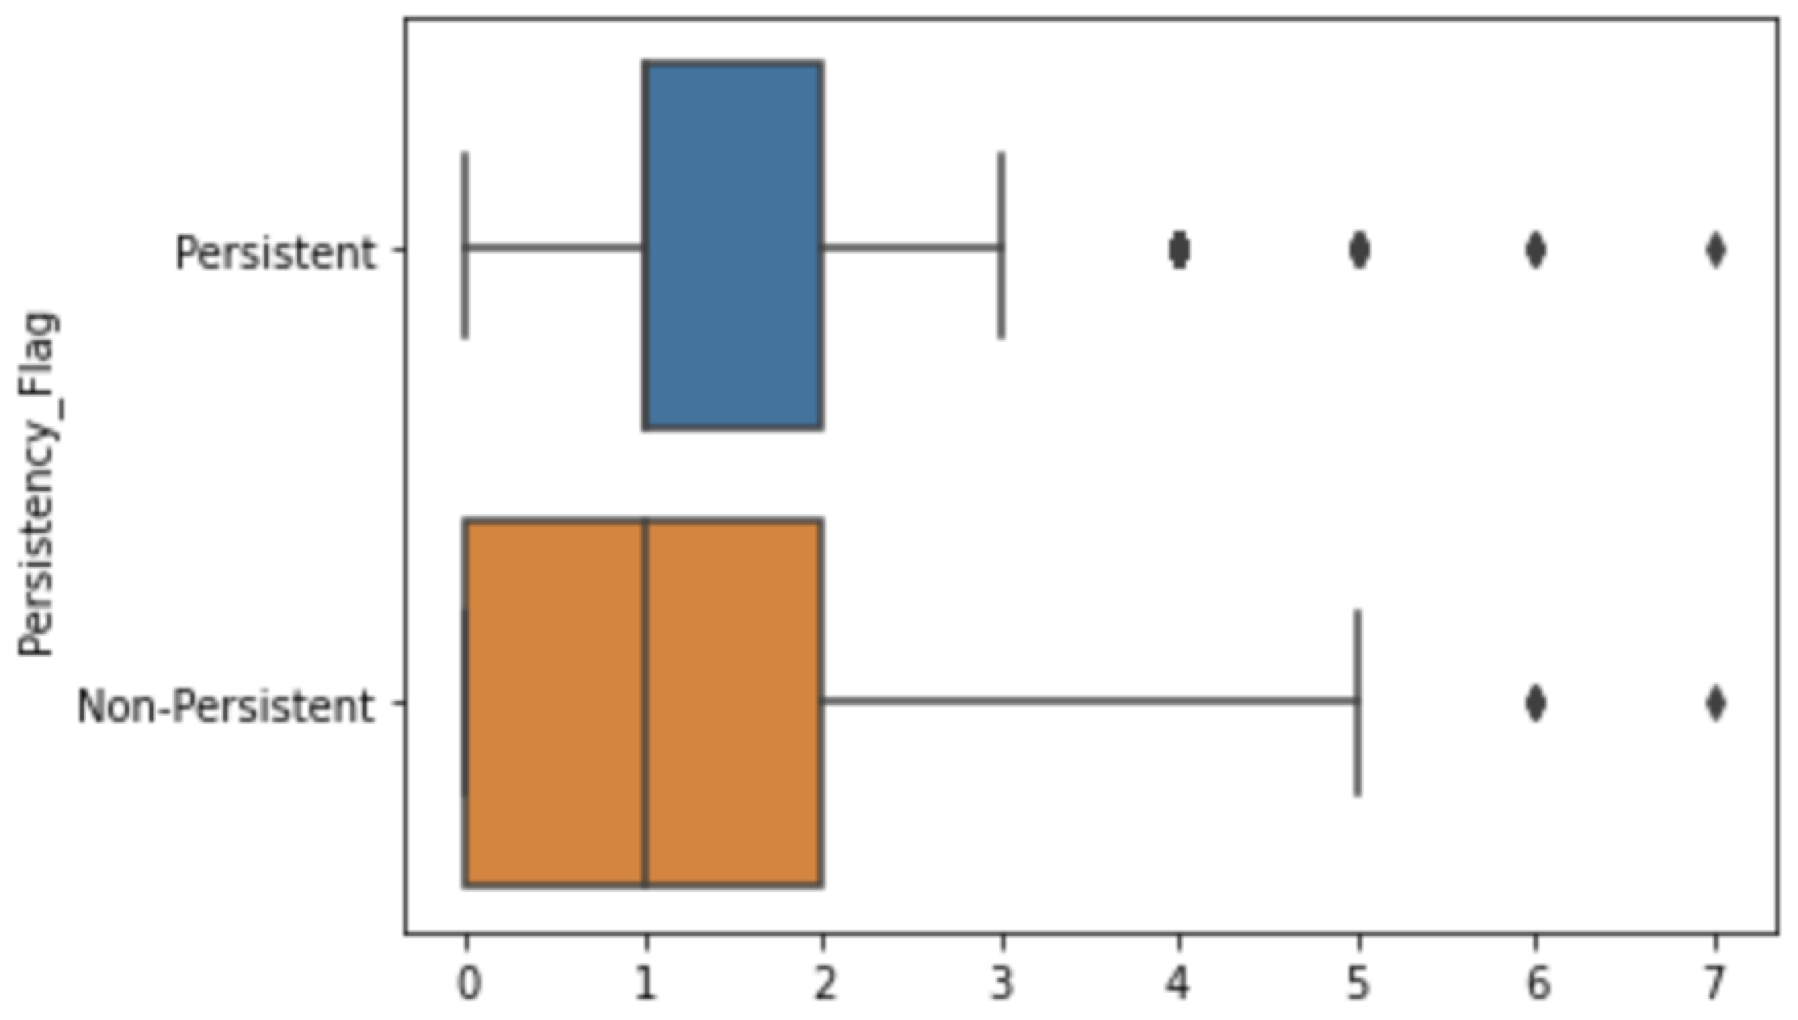 Persistency_Flag
Persistent
Non-Persistent
0 1 2 3 4 5 6 7